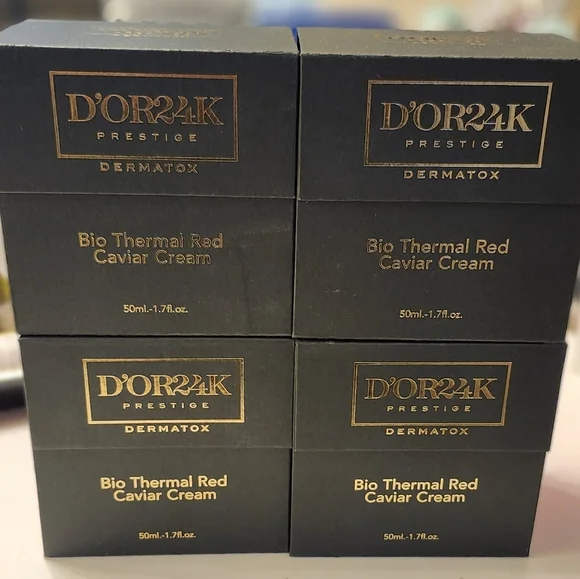 D'OR24K
PRESTIGE
DERMATOX
Bio Thermal Red
Caviar Cream
50ml.-1.7fl.oz.
D'OR24K
PRESTIGE
DERMATOX
Bio Thermal Red
Caviar Cream
50ml.-1.7fl.oz.
D'OR24K
PRESTIGE
DERMATOX
Bio Thermal Red
Caviar Cream
50ml.-1.7fl.oz.
D'OR24K
PRESTIGE
DERMATOX
Bio Thermal Red
Caviar Cream
50ml.-1.7fl.oz.